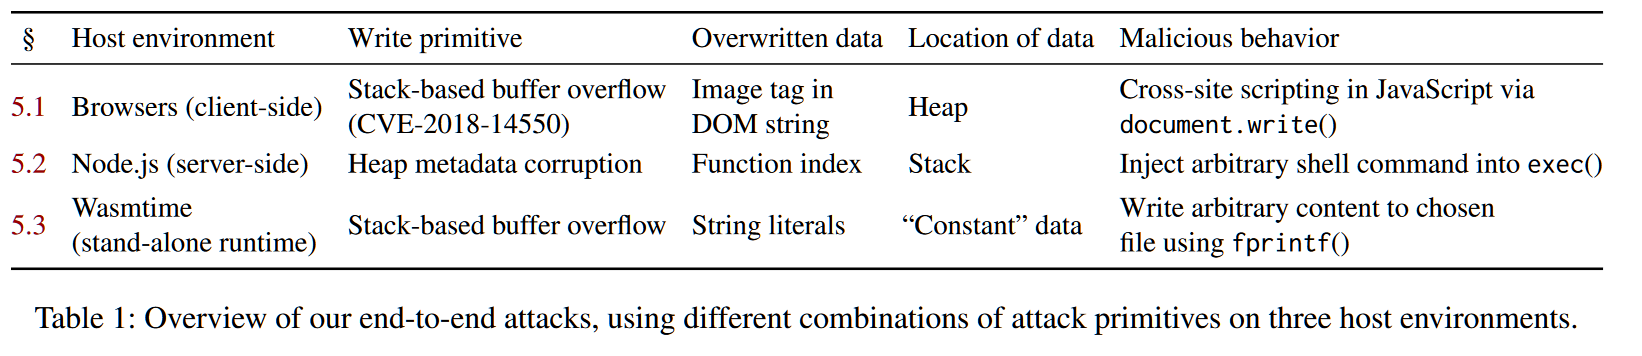 § Host environment Write primitive Overwritten data Location of data Malicious behavior
5.1 Browsers (client-side) Stack-based buffer overflow (CVE-2018-14550) Image tag in DOM string Heap Cross-site scripting in JavaScript via document.write()
5.2 Node.js (server-side) Heap metadata corruption Function index Stack Inject arbitrary shell command into exec()
5.3 Wasmtime (stand-alone runtime) Stack-based buffer overflow String literals “Constant” data Write arbitrary content to chosen file using fprintf()
Table 1: Overview of our end-to-end attacks, using different combinations of attack primitives on three host environments.